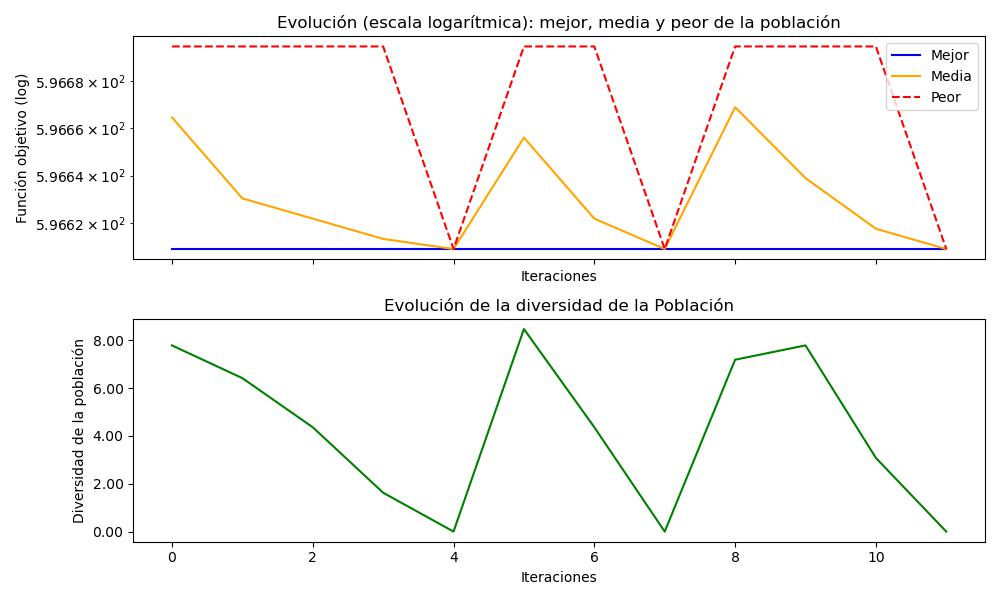 Evolución (escala logarítmica): mejor, media y peor de la población
Función objetivo (log)
5.9668 × 10²
5.9666 × 10²
5.9664 × 10²
5.9662 × 10²
Mejor
Media
Peor
Iteraciones
Evolución de la diversidad de la Población
Diversidad de la población
8.00
6.00
4.00
2.00
0.00
0 2 4 6 8 10
Iteraciones